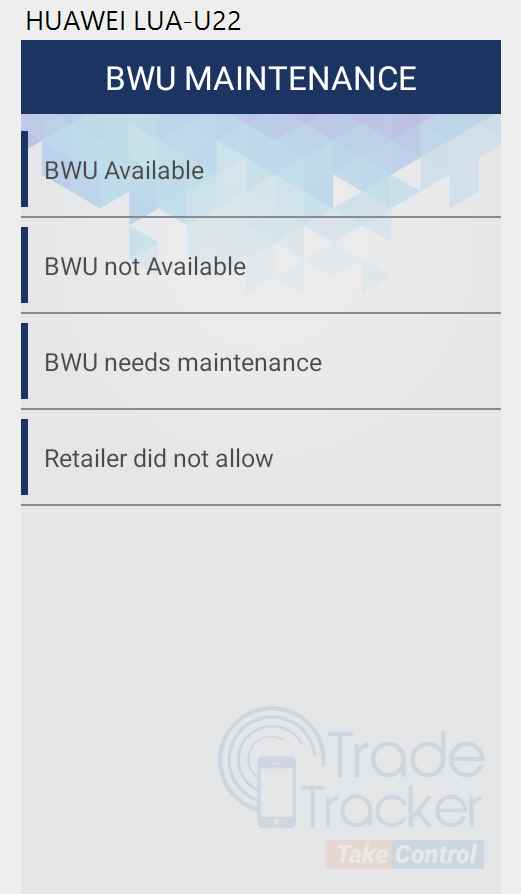 HUAWEI LUA-U22
BWU MAINTENANCE
BWU Available
BWU not Available
BWU needs maintenance
Retailer did not allow
Trade
Tracker
Take Control